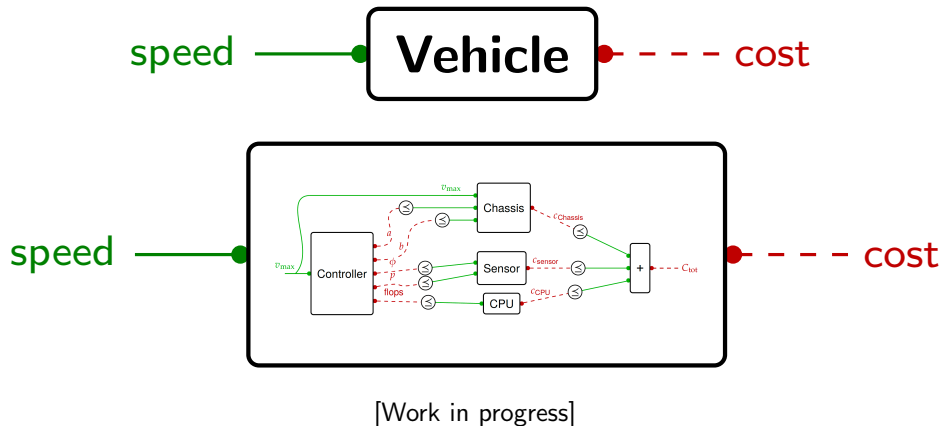 speed Vehicle cost
v_max
Chassis
c_Chassis
a
b
speed
v_max
Controller
ϕ
p
flops
Sensor
c_sensor
+
C_tot
cost
CPU
c_CPU
⪯
⪯
⪯
⪯
⪯
⪯
⪯
⪯
[Work in progress]